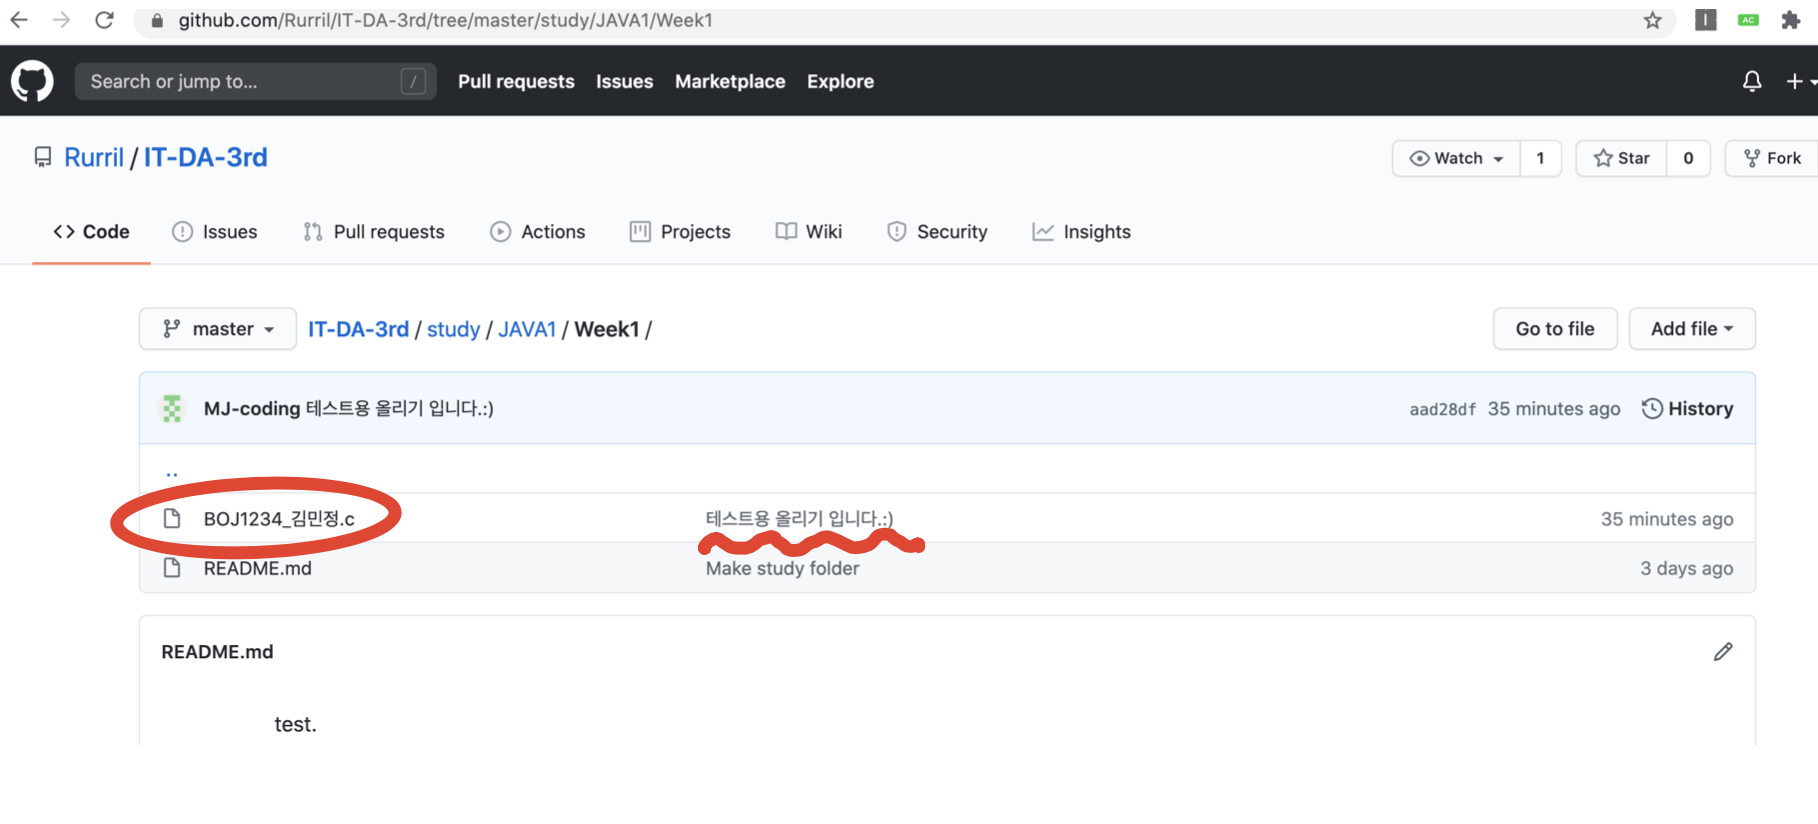 github.com/Rurril/IT-DA-3rd/tree/master/study/JAVA1/Week1
AC
Search or jump to... / Pull requests Issues Marketplace Explore
Rurril / IT-DA-3rd Watch 1 Star 0 Fork
Code Issues Pull requests Actions Projects Wiki Security Insights
master IT-DA-3rd / study / JAVA1 / Week1 / Go to file Add file
MJ-coding 테스트용 올리기 입니다.:) aad28df 35 minutes ago History
..
BOJ1234_김민정.c 테스트용 올리기 입니다.:) 35 minutes ago
README.md Make study folder 3 days ago
README.md
test.